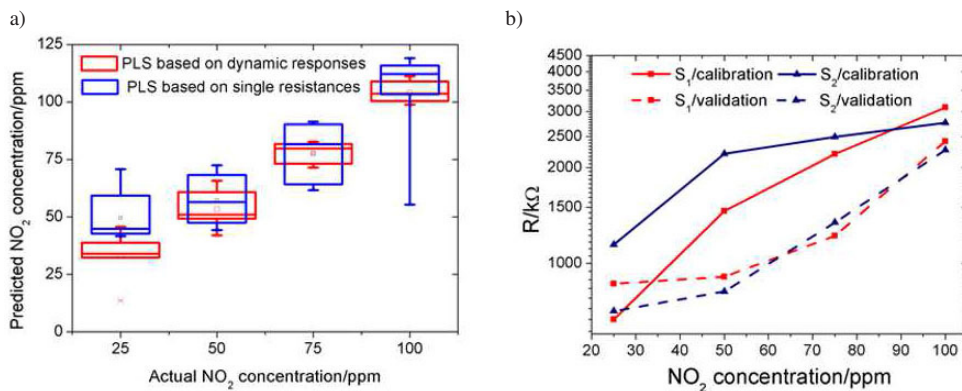 a)
Predicted NO2 concentration/ppm
125
100
75
50
25
0
PLS based on dynamic responses
PLS based on single resistances
25
50
75
100
Actual NO2 concentration/ppm
b)
R/kΩ
4500
4000
3500
3000
2500
2000
1500
1000
S1/calibration
S2/calibration
S1/validation
S2/validation
20
30
40
50
60
70
80
90
100
NO2 concentration/ppm